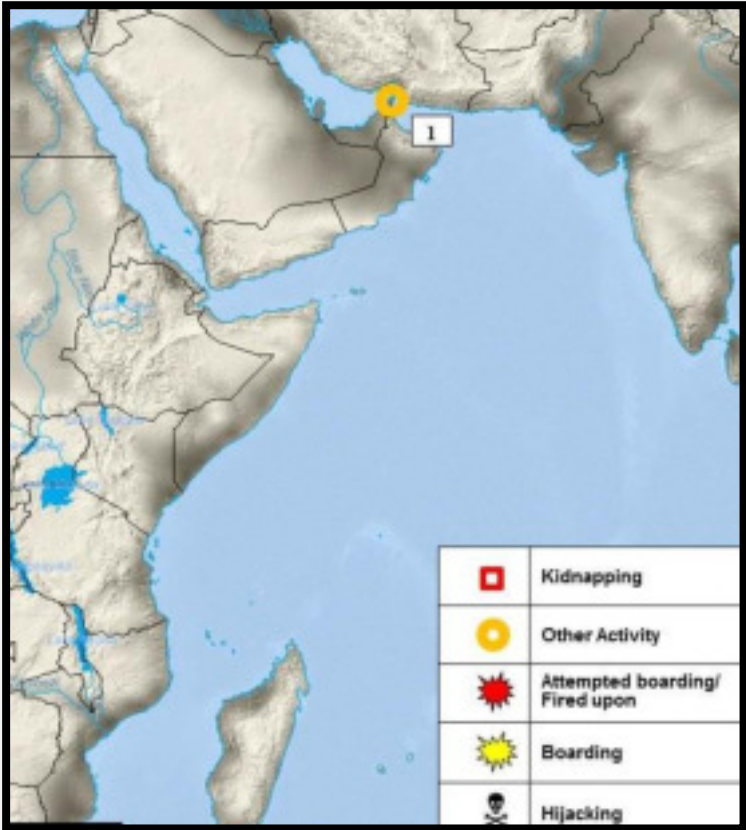 1
Kidnapping
Other Activity
Attempted boarding/
Fired upon
Boarding
Hijacking